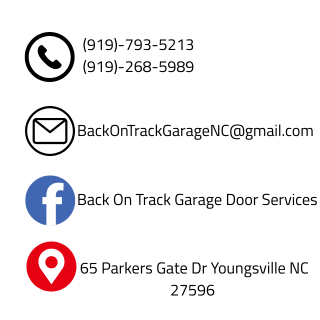 (919)-793-5213
(919)-268-5989
BackOnTrackGarageNC@gmail.com
Back On Track Garage Door Services
65 Parkers Gate Dr Youngsville NC
27596